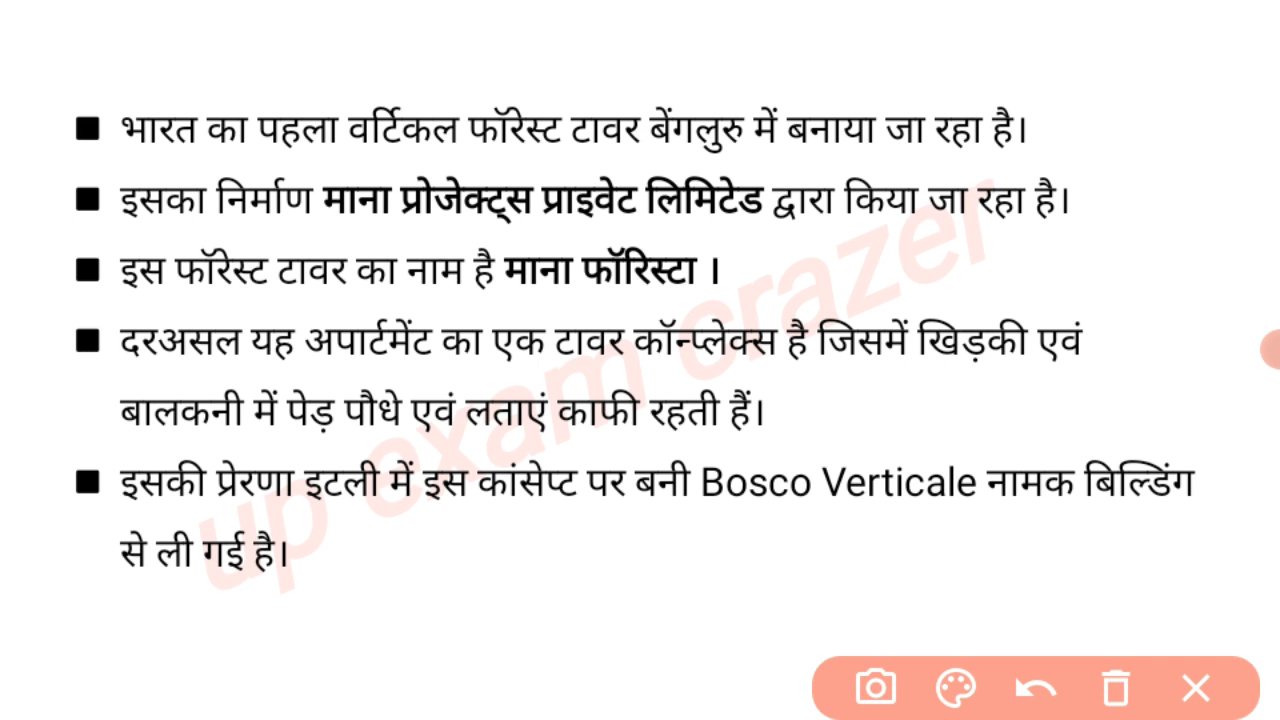 ■ भारत का पहला वर्टिकल फॉरेस्ट टावर बेंगलुरु में बनाया जा रहा है।
■ इसका निर्माण माना प्रोजेक्ट्स प्राइवेट लिमिटेड द्वारा किया जा रहा है।
■ इस फॉरेस्ट टावर का नाम है माना फॉरिस्टा ।
■ दरअसल यह अपार्टमेंट का एक टावर कॉन्प्लेक्स है जिसमें खिड़की एवं
बालकनी में पेड़ पौधे एवं लताएं काफी रहती हैं।
■ इसकी प्रेरणा इटली में इस कांसेप्ट पर बनी Bosco Verticale नामक बिल्डिंग
से ली गई है।
up exam crazer